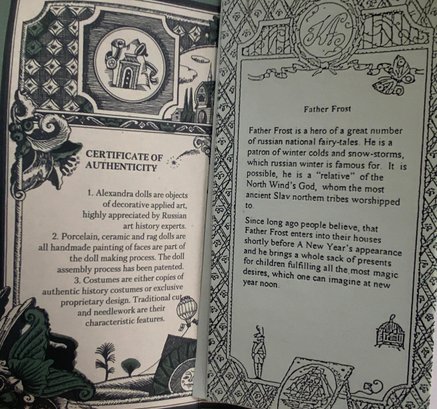 CERTIFICATE OF
AUTHENTICITY
1. Alexandra dolls are objects
of decorative applied art,
highly appreciated by Russian
art history experts.
2. Porcelain, ceramic and rag dolls are
all handmade painting of faces are part of
the doll making process. The doll
assembly process has been patented.
3. Costumes are either copies of
authentic history costumes or exclusive
proprietary design. Traditional cut
and needlework are their
characteristic features.
Father Frost
Father Frost is a hero of a great number
of russian national fairy-tales. He is a
patron of winter colds and snow-storms,
which russian winter is famous for. It is
possible, he is a "relative" of the
North Wind's God, whom the most
ancient Slav northern tribes worshipped
to.
Since long ago people believe, that
Father Frost enters into their houses
shortly before A New Year's appearance
and he brings a whole sack of presents
for children fulfilling all the most magic
desires, which one can imagine at new
year noon.